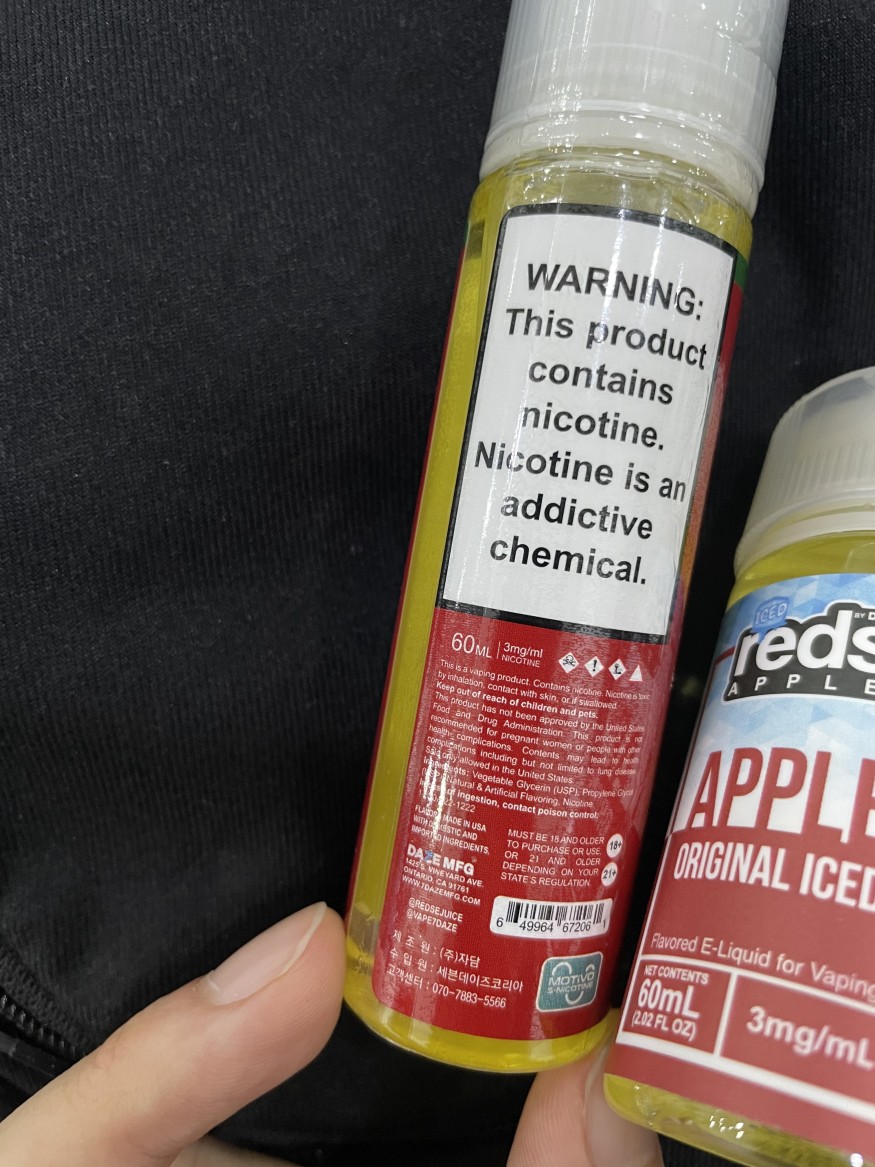 WARNING:
This product
contains
nicotine.
Nicotine is an
addictive
chemical.
60ML
3mg/ml
NICOTINE
This is a vaping product. Contains nicotine. Nicotine is toxic
by inhalation, contact with skin, or if swallowed.
Keep out of reach of children and pets.
This product has not been approved by the United States
Food and Drug Administration. This product is not
recommended for pregnant women or people with other
health complications. Contents may lead to health
complications including but not limited to lung disease.
Sale only allowed in the United States.
Ingredients: Vegetable Glycerin (USP), Propylene Glycol
Natural & Artificial Flavoring, Nicotine
of ingestion, contact poison control:
22-1222
FLAVOR MADE IN USA
WITH DOMESTIC AND
IMPORTED INGREDIENTS.
DAZE MFG
1425 S. VINEYARD AVE.
ONTARIO, CA 91761
WWW.7DAZEMFG.COM
@REDSEJUICE
@VAPE7DAZE
MUST BE 18 AND OLDER
TO PURCHASE OR USE.
OR 21 AND OLDER
DEPENDING ON YOUR
STATE'S REGULATION.
18+
21+
6 49964 67206 1
제 조 원 : (주)자담
수 입 원 : 세븐데이즈코리아
고객센터 : 070-7883-5566
MOTIVO
S-NICOTINE
ICED
BY D
reds
APPLE
APPLE
ORIGINAL ICED
Flavored E-Liquid for Vaping
NET CONTENTS
60mL
(2.02 FL OZ)
3mg/mL